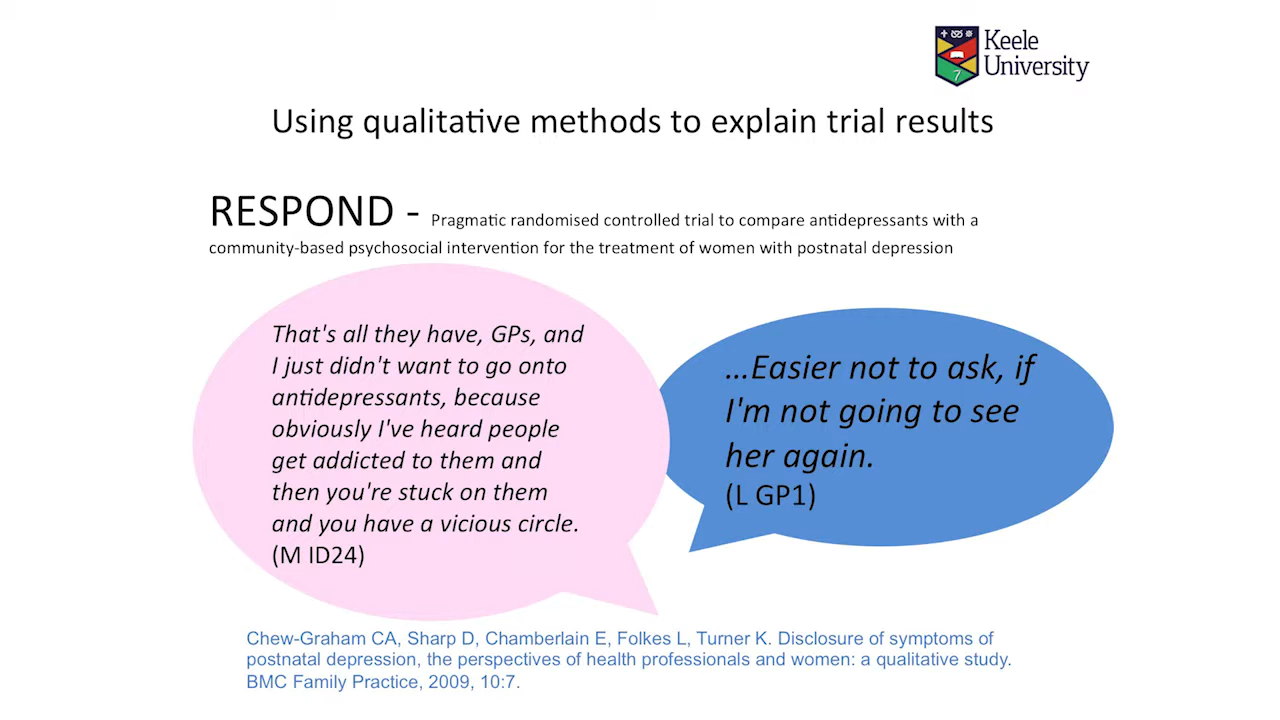 Keele
University
Using qualitative methods to explain trial results
RESPOND - Pragmatic randomised controlled trial to compare antidepressants with a
community-based psychosocial intervention for the treatment of women with postnatal depression
That's all they have, GPs, and
I just didn't want to go onto
antidepressants, because
obviously I've heard people
get addicted to them and
then you're stuck on them
and you have a vicious circle.
(M ID24)
...Easier not to ask, if
I'm not going to see
her again.
(L GP1)
Chew-Graham CA, Sharp D, Chamberlain E, Folkes L, Turner K. Disclosure of symptoms of
postnatal depression, the perspectives of health professionals and women: a qualitative study.
BMC Family Practice, 2009, 10:7.